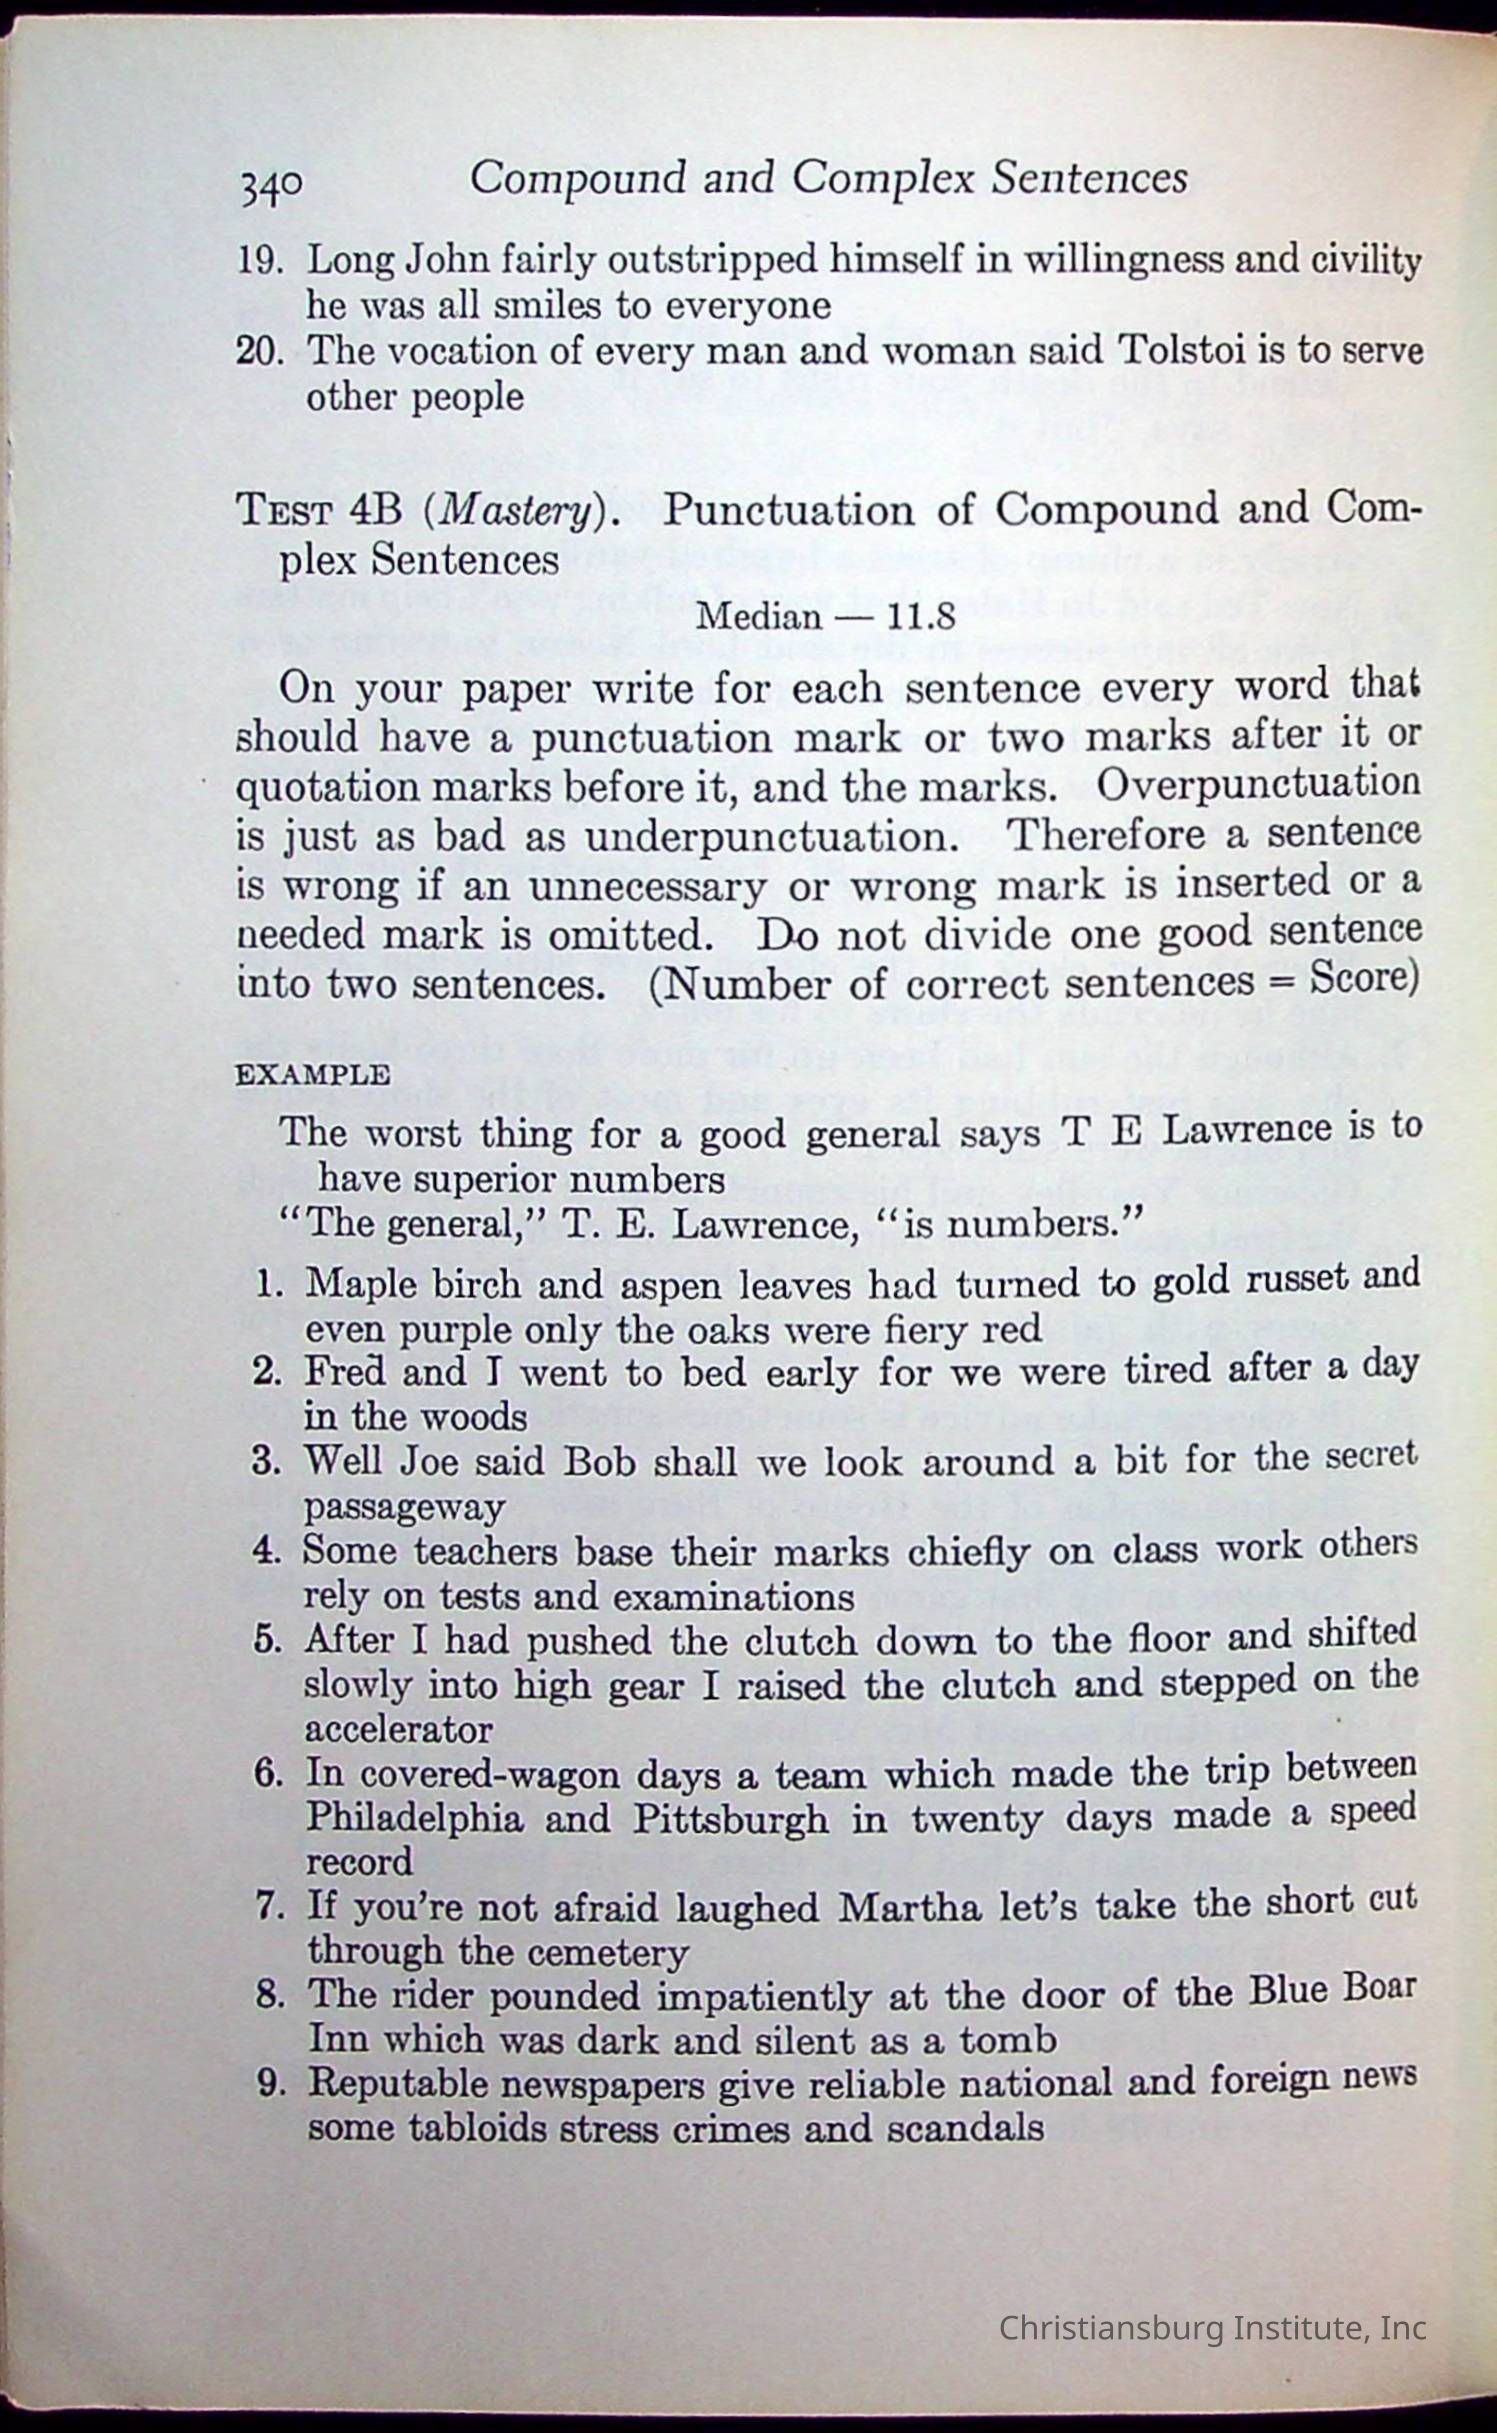 340 Compound and Complex Sentences
19. Long John fairly outstripped himself in willingness and civility
he was all smiles to everyone
20. The vocation of every man and woman said Tolstoi is to serve
other people
TEST 4B (Mastery). Punctuation of Compound and Com-
plex Sentences
Median — 11.8
On your paper write for each sentence every word that
should have a punctuation mark or two marks after it or
quotation marks before it, and the marks. Overpunctuation
is just as bad as underpunctuation. Therefore a sentence
is wrong if an unnecessary or wrong mark is inserted or a
needed mark is omitted. Do not divide one good sentence
into two sentences. (Number of correct sentences = Score)
EXAMPLE
The worst thing for a good general says T E Lawrence is to
have superior numbers
“The general,” T. E. Lawrence, “is numbers.”
1. Maple birch and aspen leaves had turned to gold russet and
even purple only the oaks were fiery red
2. Fred and I went to bed early for we were tired after a day
in the woods
3. Well Joe said Bob shall we look around a bit for the secret
passageway
4. Some teachers base their marks chiefly on class work others
rely on tests and examinations
5. After I had pushed the clutch down to the floor and shifted
slowly into high gear I raised the clutch and stepped on the
accelerator
6. In covered-wagon days a team which made the trip between
Philadelphia and Pittsburgh in twenty days made a speed
record
7. If you’re not afraid laughed Martha let’s take the short cut
through the cemetery
8. The rider pounded impatiently at the door of the Blue Boar
Inn which was dark and silent as a tomb
9. Reputable newspapers give reliable national and foreign news
some tabloids stress crimes and scandals
Christiansburg Institute, Inc